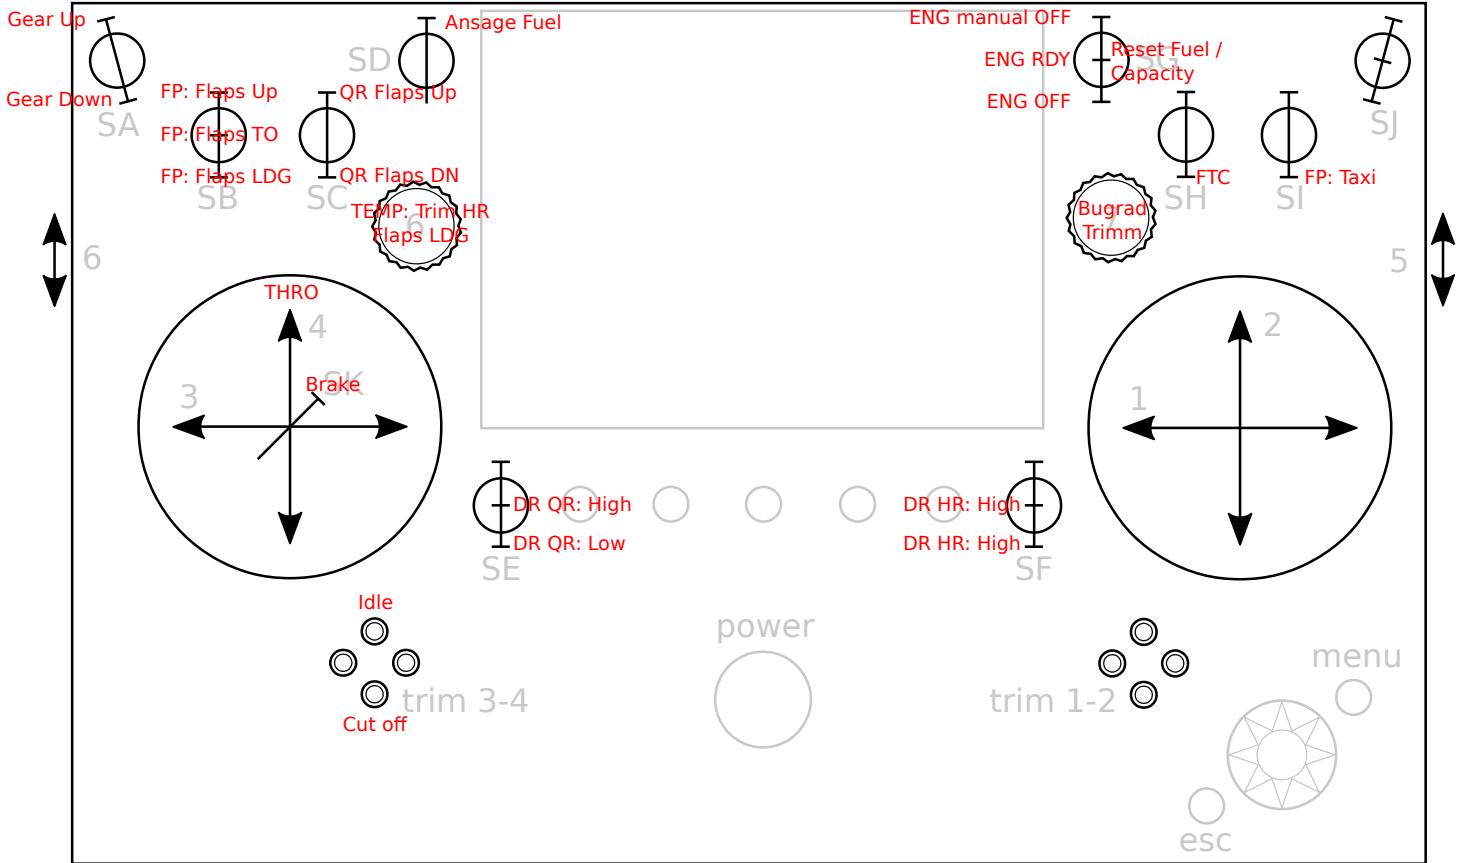 Gear Up
Ansage Fuel
ENG manual OFF
SD
ENG RDY
Reset Fuel /
SG
Capacity
Gear Down
FP: Flaps Up
QR Flaps Up
ENG OFF
SA
SJ
FP: Flaps TO
FP: Flaps LDG
QR Flaps DN
FTC
FP: Taxi
SB
SC
SH
SI
TEMP: Trim HR
6
Flaps LDG
Bugrad
7
Trimm
6
5
THRO
4
2
Brake
SK
3
1
DR QR: High
DR HR: High
DR QR: Low
DR HR: High
SE
SF
Idle
power
menu
trim 3-4
trim 1-2
Cut off
esc